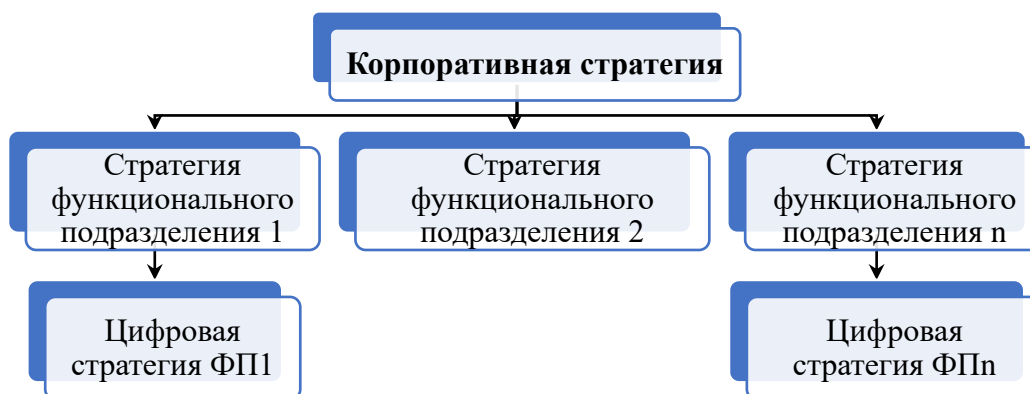 Корпоративная стратегия
Стратегия
функционального
подразделения 1
Стратегия
функционального
подразделения 2
Стратегия
функционального
подразделения n
Цифровая
стратегия ФП1
Цифровая
стратегия ФПn